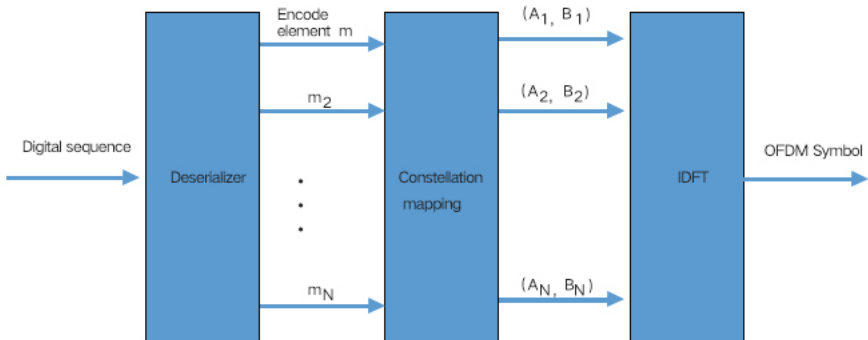 Encode
element m
(A1, B1)
m2
(A2, B2)
Digital sequence
Deserializer
Constellation
mapping
IDFT
OFDM Symbol
mN
(AN, BN)